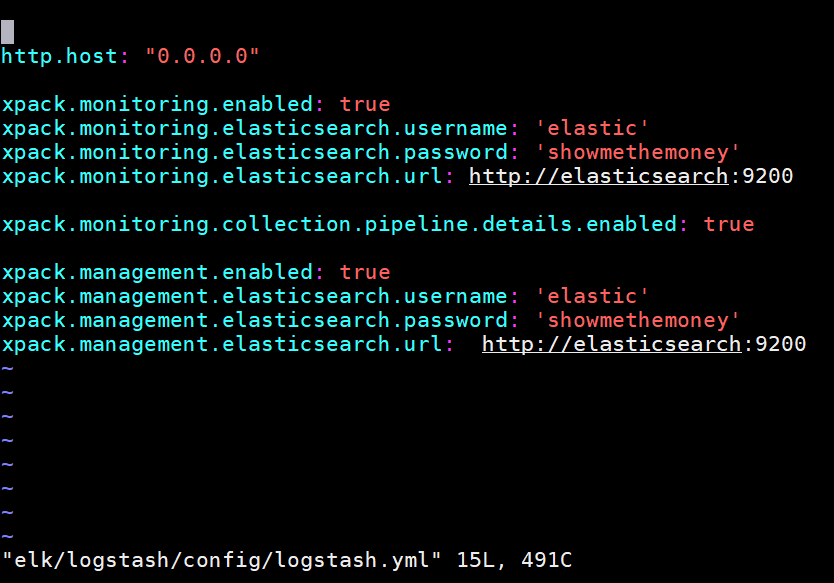 http.host: "0.0.0.0"
xpack.monitoring.enabled: true
xpack.monitoring.elasticsearch.username: 'elastic'
xpack.monitoring.elasticsearch.password: 'showmethemoney'
xpack.monitoring.elasticsearch.url: http://elasticsearch:9200
xpack.monitoring.collection.pipeline.details.enabled: true
xpack.management.enabled: true
xpack.management.elasticsearch.username: 'elastic'
xpack.management.elasticsearch.password: 'showmethemoney'
xpack.management.elasticsearch.url:  http://elasticsearch:9200
~
~
~
~
~
~
~
~
"elk/logstash/config/logstash.yml" 15L, 491C